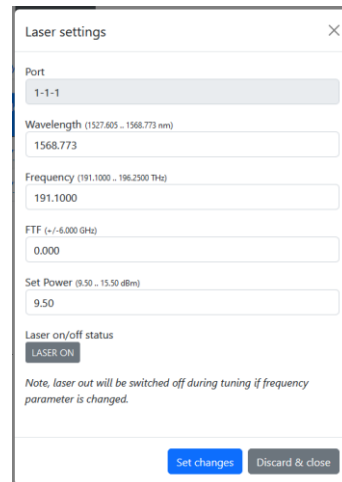 Laser settings
Port
1-1-1
Wavelength (1527.605 .. 1568.773 nm)
1568.773
Frequency (191.1000 .. 196.2500 THz)
191.1000
FTF (+/-6.000 GHz)
0.000
Set Power (9.50 .. 15.50 dBm)
9.50
Laser on/off status
LASER ON
Note, laser out will be switched off during tuning if frequency
parameter is changed.
Set changes Discard & close